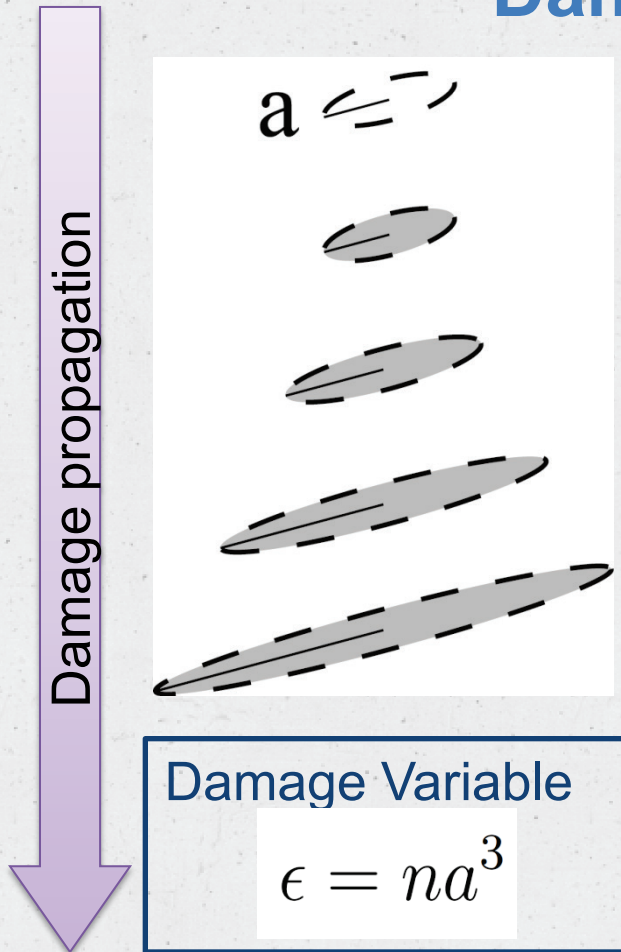 a
Damage propagation
Damage Variable
ϵ = na³